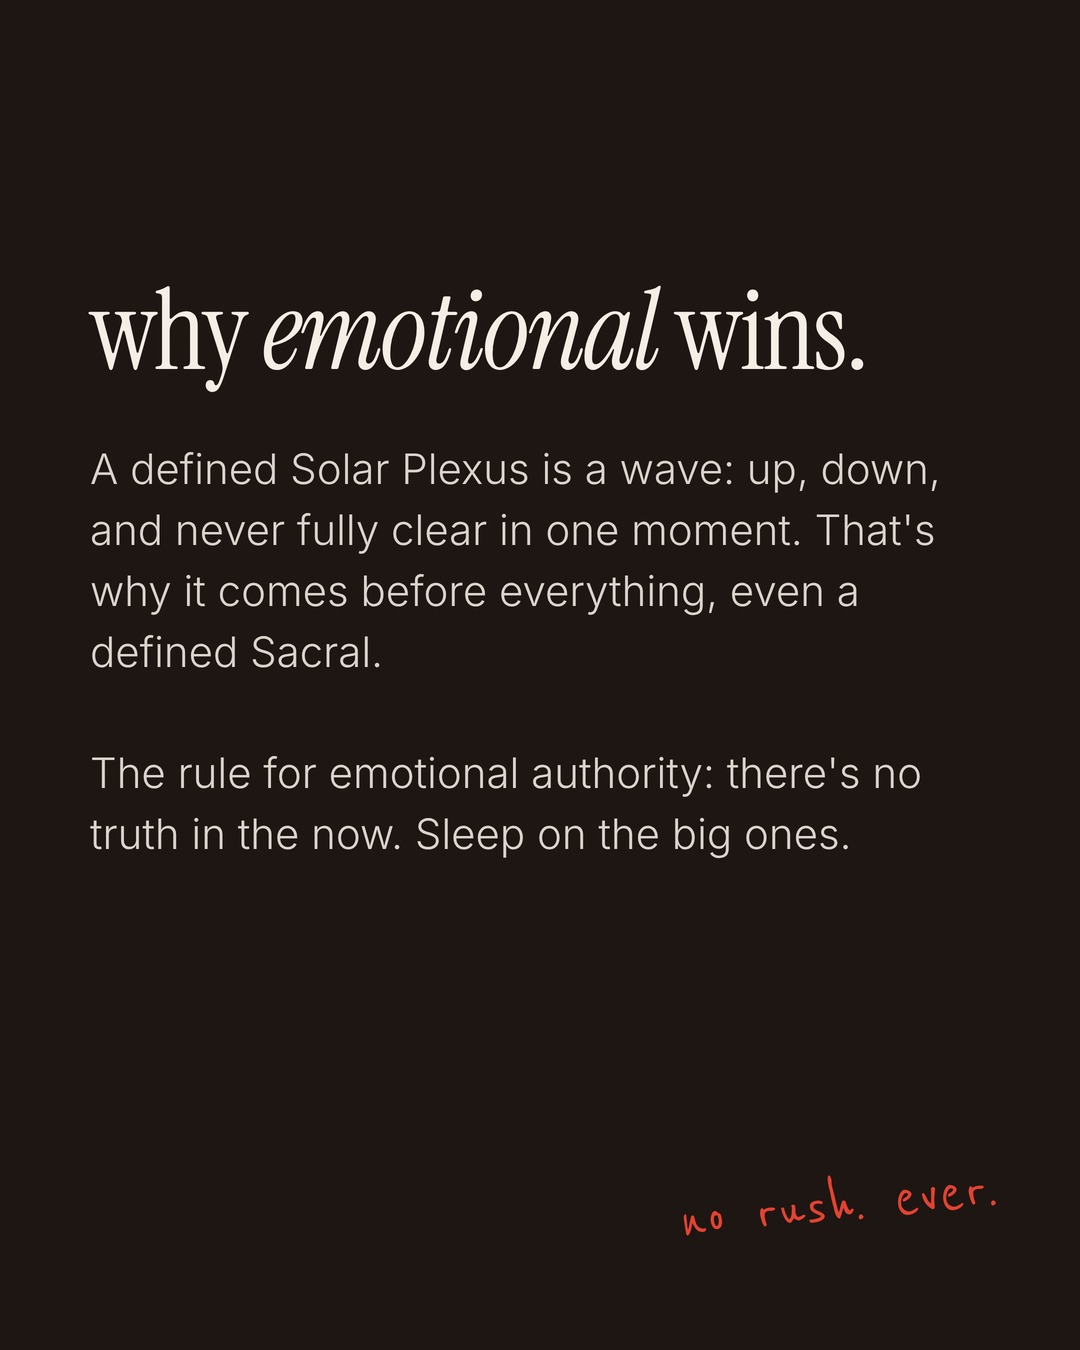 why emotional wins.
A defined Solar Plexus is a wave: up, down,
and never fully clear in one moment. That's
why it comes before everything, even a
defined Sacral.
The rule for emotional authority: there's no
truth in the now. Sleep on the big ones.
no rush. ever.